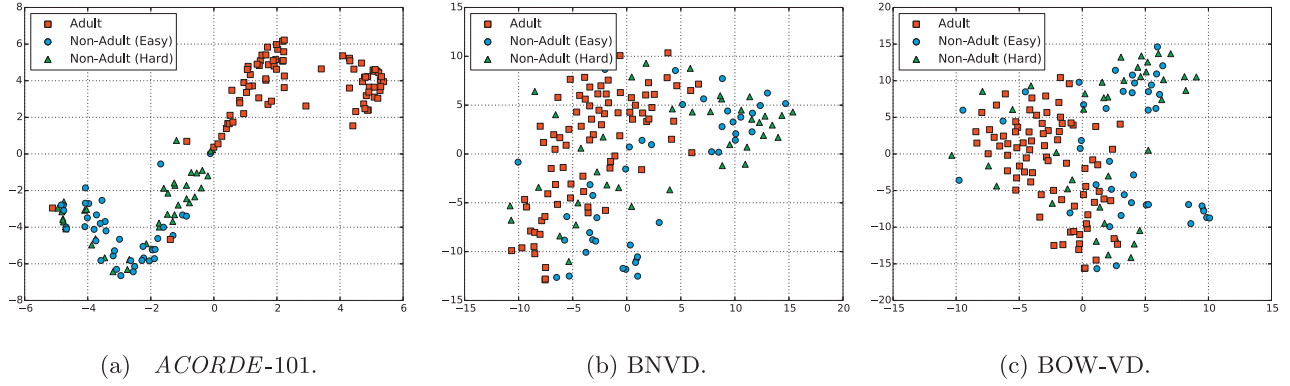 8
6
4
2
0
−2
−4
−6
−8
−6 −4 −2 0 2 4 6
Adult
Non-Adult (Easy)
Non-Adult (Hard)
(a) ACORDE-101.
15
10
5
0
−5
−10
−15
−15 −10 −5 0 5 10 15 20
Adult
Non-Adult (Easy)
Non-Adult (Hard)
(b) BNVD.
20
15
10
5
0
−5
−10
−15
−20
−15 −10 −5 0 5 10 15
Adult
Non-Adult (Easy)
Non-Adult (Hard)
(c) BOW-VD.